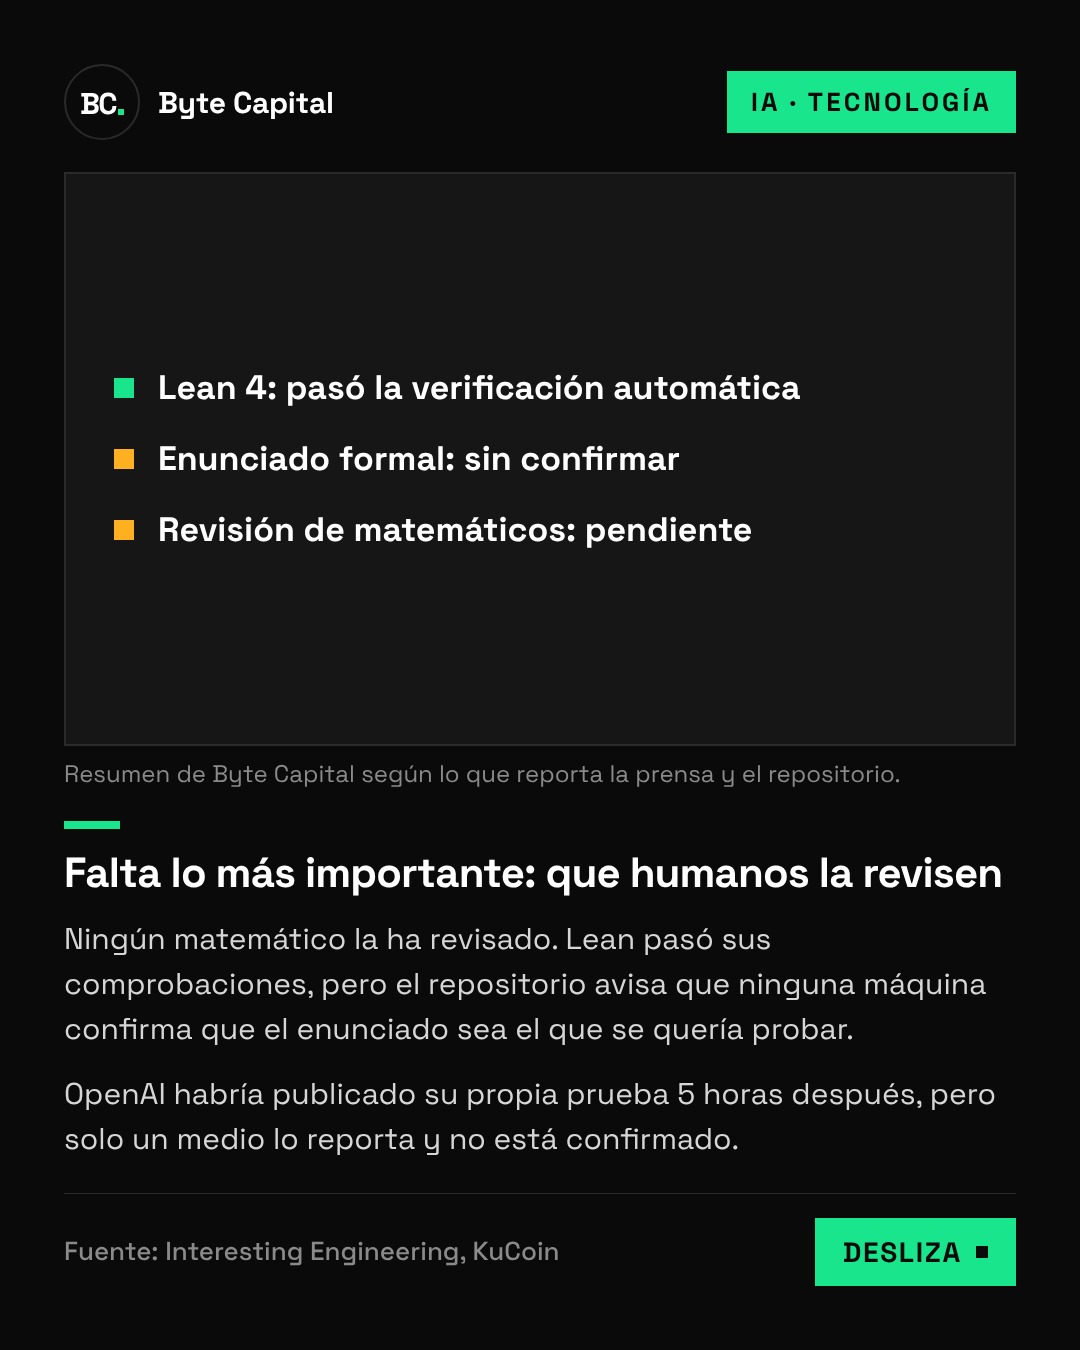 BC.
Byte Capital
IA · TECNOLOGÍA
Lean 4: pasó la verificación automática
Enunciado formal: sin confirmar
Revisión de matemáticos: pendiente
Resumen de Byte Capital según lo que reporta la prensa y el repositorio.
Falta lo más importante: que humanos la revisen
Ningún matemático la ha revisado. Lean pasó sus
comprobaciones, pero el repositorio avisa que ninguna máquina
confirma que el enunciado sea el que se quería probar.
OpenAI habría publicado su propia prueba 5 horas después, pero
solo un medio lo reporta y no está confirmado.
Fuente: Interesting Engineering, KuCoin
DESLIZA